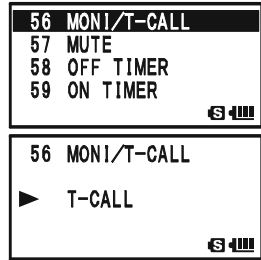 56 MONI/T-CALL
57 MUTE
58 OFF TIMER
59 ON TIMER
S
56 MONI/T-CALL
T-CALL
S